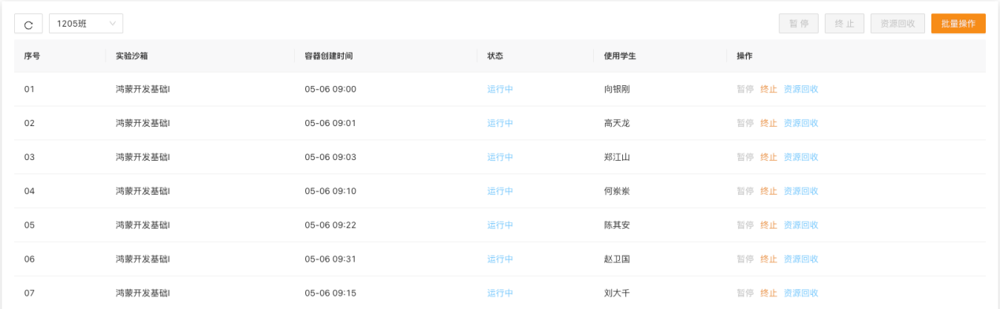 1205班 暂停 终止 资源回收 批量操作
序号 实验沙箱 容器创建时间 状态 使用学生 操作
01 鸿蒙开发基础I 05-06 09:00 运行中 向银刚 暂停 终止 资源回收
02 鸿蒙开发基础I 05-06 09:01 运行中 高天龙 暂停 终止 资源回收
03 鸿蒙开发基础I 05-06 09:03 运行中 郑江山 暂停 终止 资源回收
04 鸿蒙开发基础I 05-06 09:10 运行中 何岽岽 暂停 终止 资源回收
05 鸿蒙开发基础I 05-06 09:22 运行中 陈其安 暂停 终止 资源回收
06 鸿蒙开发基础I 05-06 09:31 运行中 赵卫国 暂停 终止 资源回收
07 鸿蒙开发基础I 05-06 09:15 运行中 刘大千 暂停 终止 资源回收